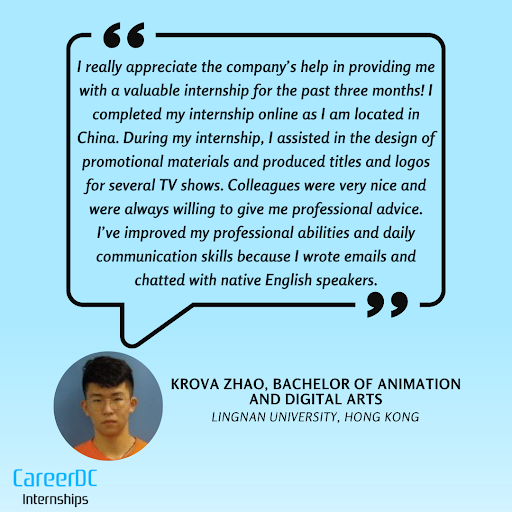 I really appreciate the company's help in providing me
with a valuable internship for the past three months! I
completed my internship online as I am located in
China. During my internship, I assisted in the design of
promotional materials and produced titles and logos
for several TV shows. Colleagues were very nice and
were always willing to give me professional advice.
I've improved my professional abilities and daily
communication skills because I wrote emails and
chatted with native English speakers.
KROVA ZHAO, BACHELOR OF ANIMATION
AND DIGITAL ARTS
LINGNAN UNIVERSITY, HONG KONG
CareerDC
Internships